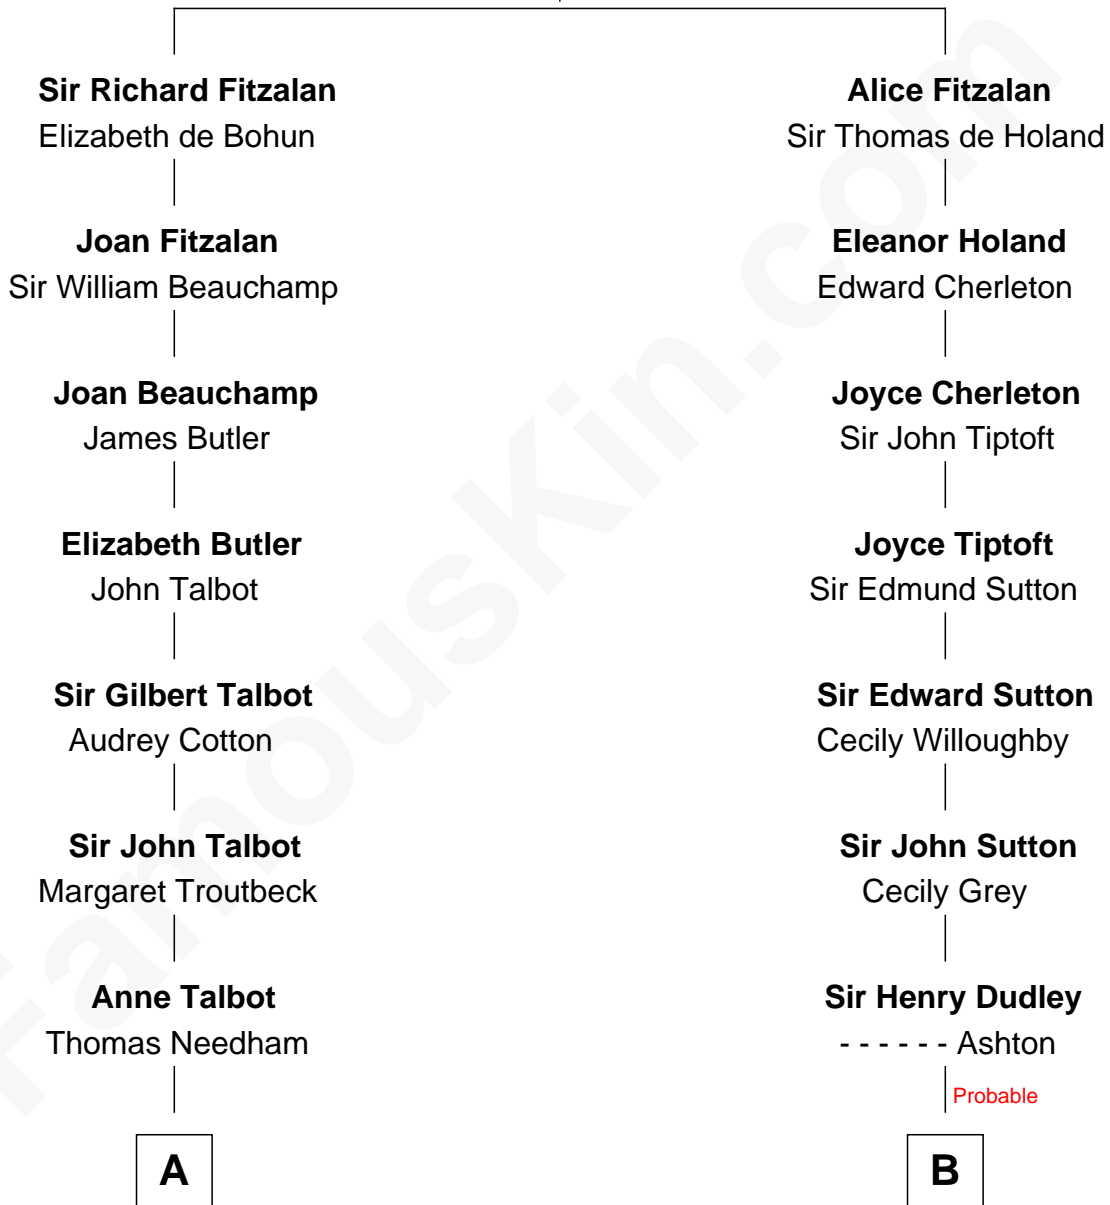 Sir Richard Fitzalan
Elizabeth de Bohun
Joan Fitzalan
Sir William Beauchamp
Joan Beauchamp
James Butler
Elizabeth Butler
John Talbot
Sir Gilbert Talbot
Audrey Cotton
Sir John Talbot
Margaret Troutbeck
Anne Talbot
Thomas Needham
A
Alice Fitzalan
Sir Thomas de Holand
Eleanor Holand
Edward Cherleton
Joyce Cherleton
Sir John Tiptoft
Joyce Tiptoft
Sir Edmund Sutton
Sir Edward Sutton
Cecily Willoughby
Sir John Sutton
Cecily Grey
Sir Henry Dudley
- - - - - - Ashton
Probable
B
FamousKin.com